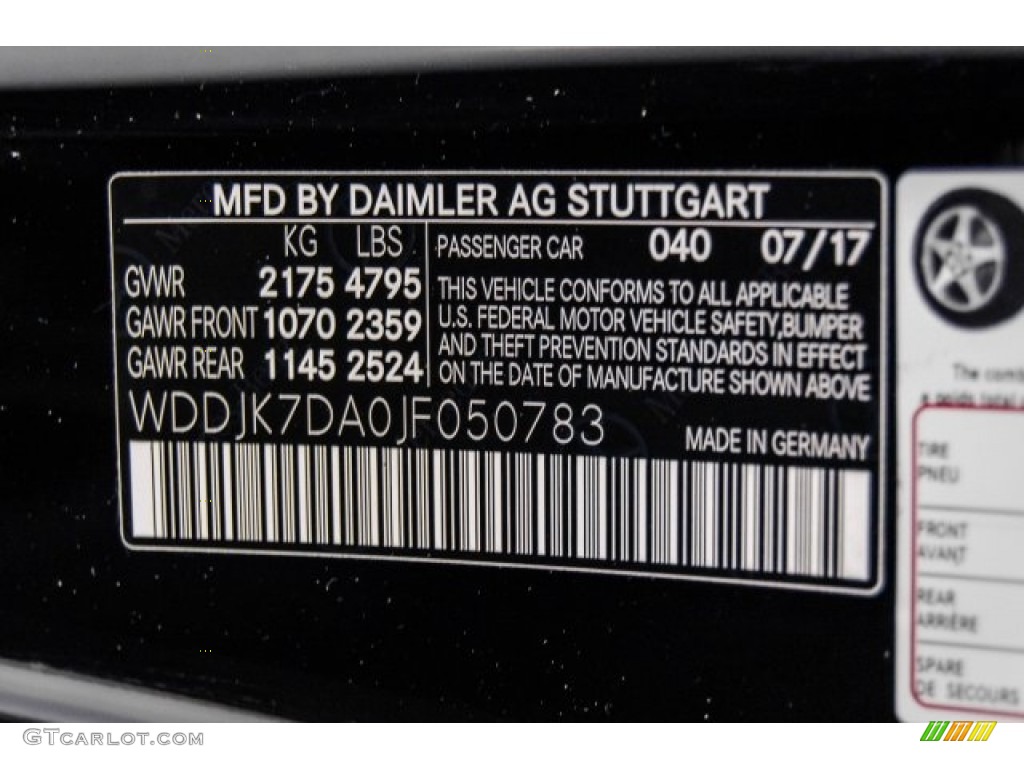 MFD BY DAIMLER AG STUTTGART
KG LBS
GVWR 2175 4795
GAWR FRONT 1070 2359
GAWR REAR 1145 2524
PASSENGER CAR 040 07/17
THIS VEHICLE CONFORMS TO ALL APPLICABLE
U.S. FEDERAL MOTOR VEHICLE SAFETY,BUMPER
AND THEFT PREVENTION STANDARDS IN EFFECT
ON THE DATE OF MANUFACTURE SHOWN ABOVE
WDDJK7DA0JF050783
MADE IN GERMANY
The
poids total
TIRE
PNEU
FRONT
AVANT
REAR
ARRIÈRE
SPARE
DE SECOURS
GTCARLOT.COM